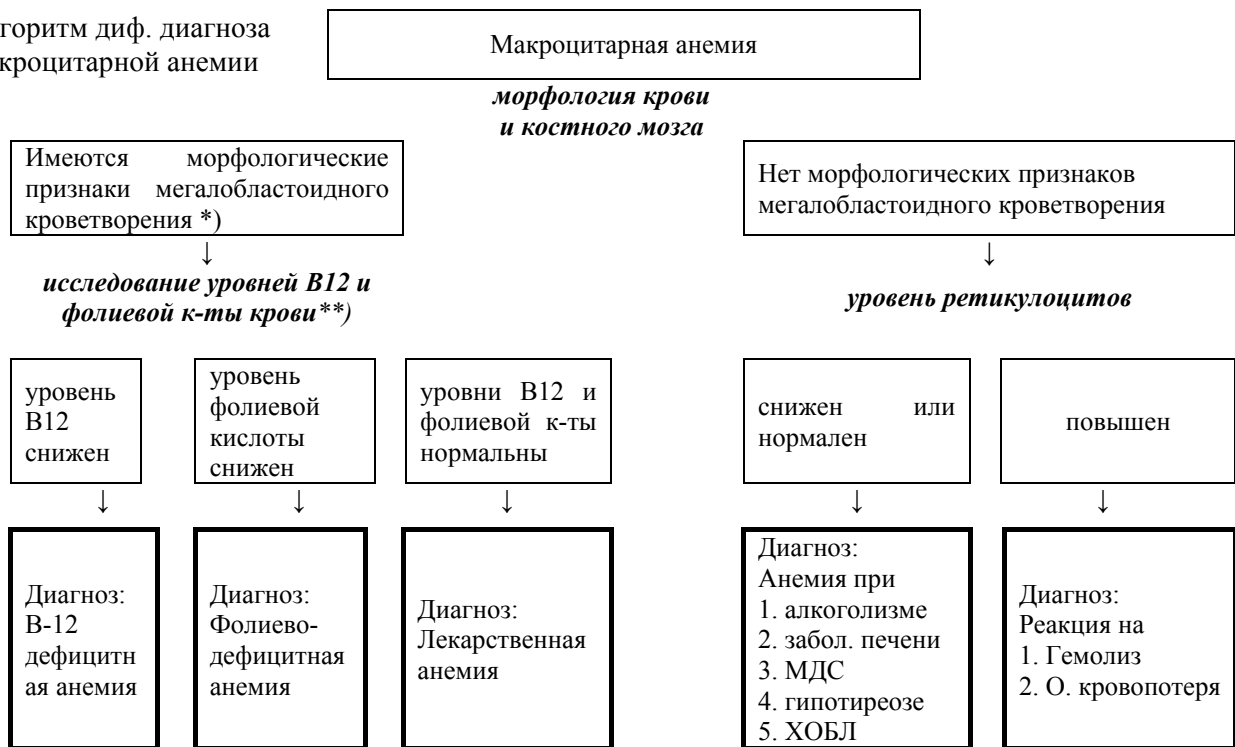 горитм диф. диагноза
кроцитарной анемии
Макроцитарная анемия
морфология крови
и костного мозга
Имеются морфологические
признаки мегалобластоидного
кроветворения *)
Нет морфологических признаков
мегалобластоидного кроветворения
↓
↓
исследование уровней В12 и
фолиевой к-ты крови**)
уровень ретикулоцитов
уровень
В12
снижен
уровень
фолиевой
кислоты
снижен
уровни В12 и
фолиевой к-ты
нормальны
снижен или
нормален
повышен
↓
↓
↓
↓
↓
Диагноз:
В-12
дефицитн
ая анемия
Диагноз:
Фолиево-
дефицитная
анемия
Диагноз:
Лекарственная
анемия
Диагноз:
Анемия при
1. алкоголизме
2. забол. печени
3. МДС
4. гипотиреозе
5. ХОБЛ
Диагноз:
Реакция на
1. Гемолиз
2. О. кровопотеря